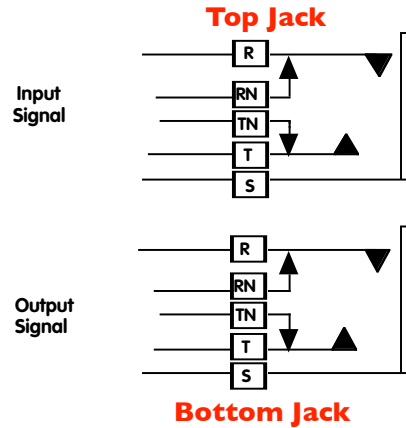 Top Jack
R
Input
Signal
RN
TN
T
S
R
Output
Signal
RN
TN
T
S
Bottom Jack